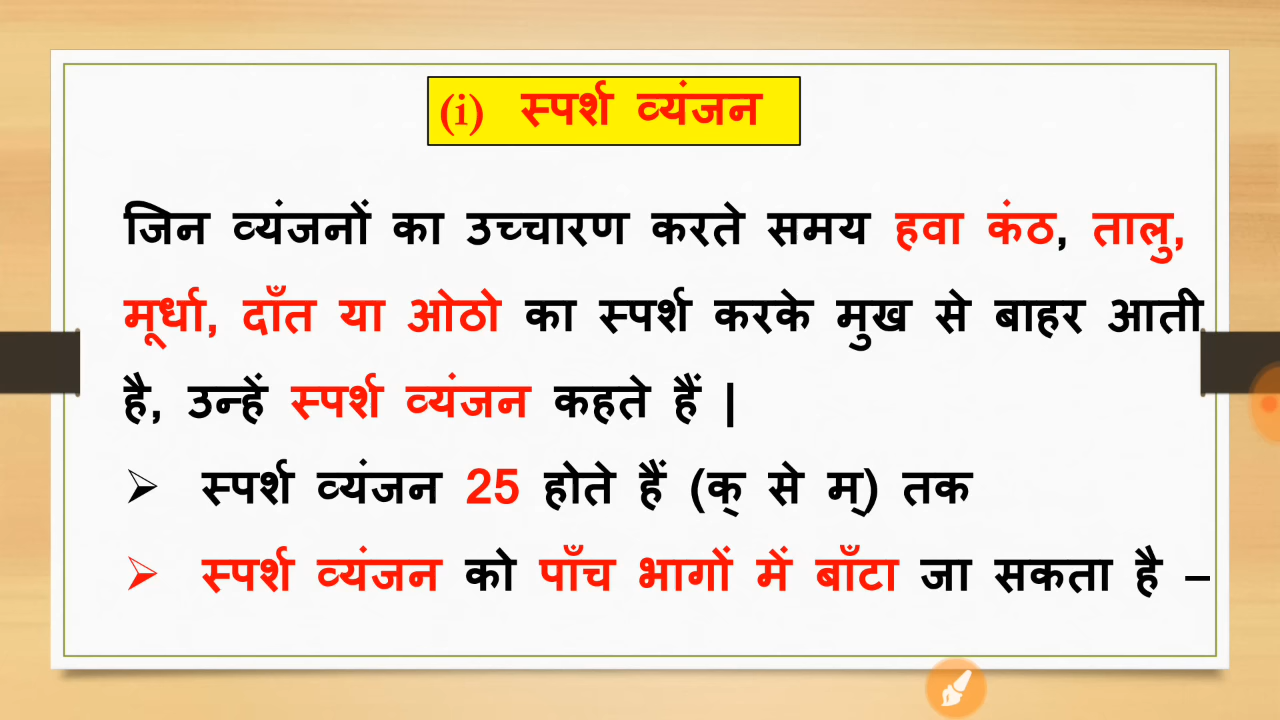 (i) स्पर्श व्यंजन
जिन व्यंजनों का उच्चारण करते समय हवा कंठ, तालु,
मूर्धा, दाँत या ओठो का स्पर्श करके मुख से बाहर आती
है, उन्हें स्पर्श व्यंजन कहते हैं |
➢ स्पर्श व्यंजन 25 होते हैं (क् से म्) तक
➢ स्पर्श व्यंजन को पाँच भागों में बाँटा जा सकता है –